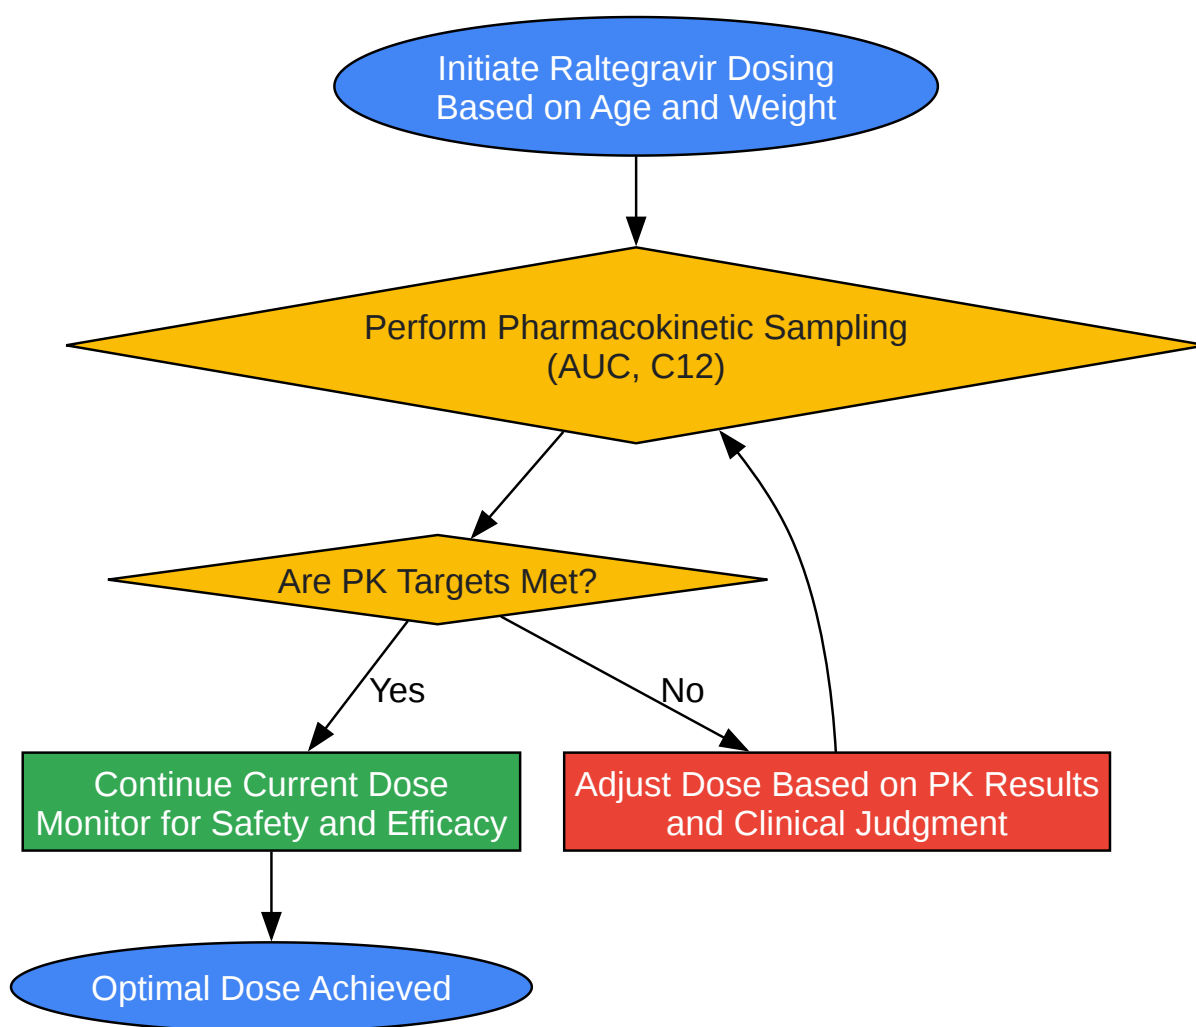 Initiate Raltegravir Dosing
Based on Age and Weight
Perform Pharmacokinetic Sampling
(AUC, C12)
Are PK Targets Met?
Yes
No
Continue Current Dose
Monitor for Safety and Efficacy
Adjust Dose Based on PK Results
and Clinical Judgment
Optimal Dose Achieved